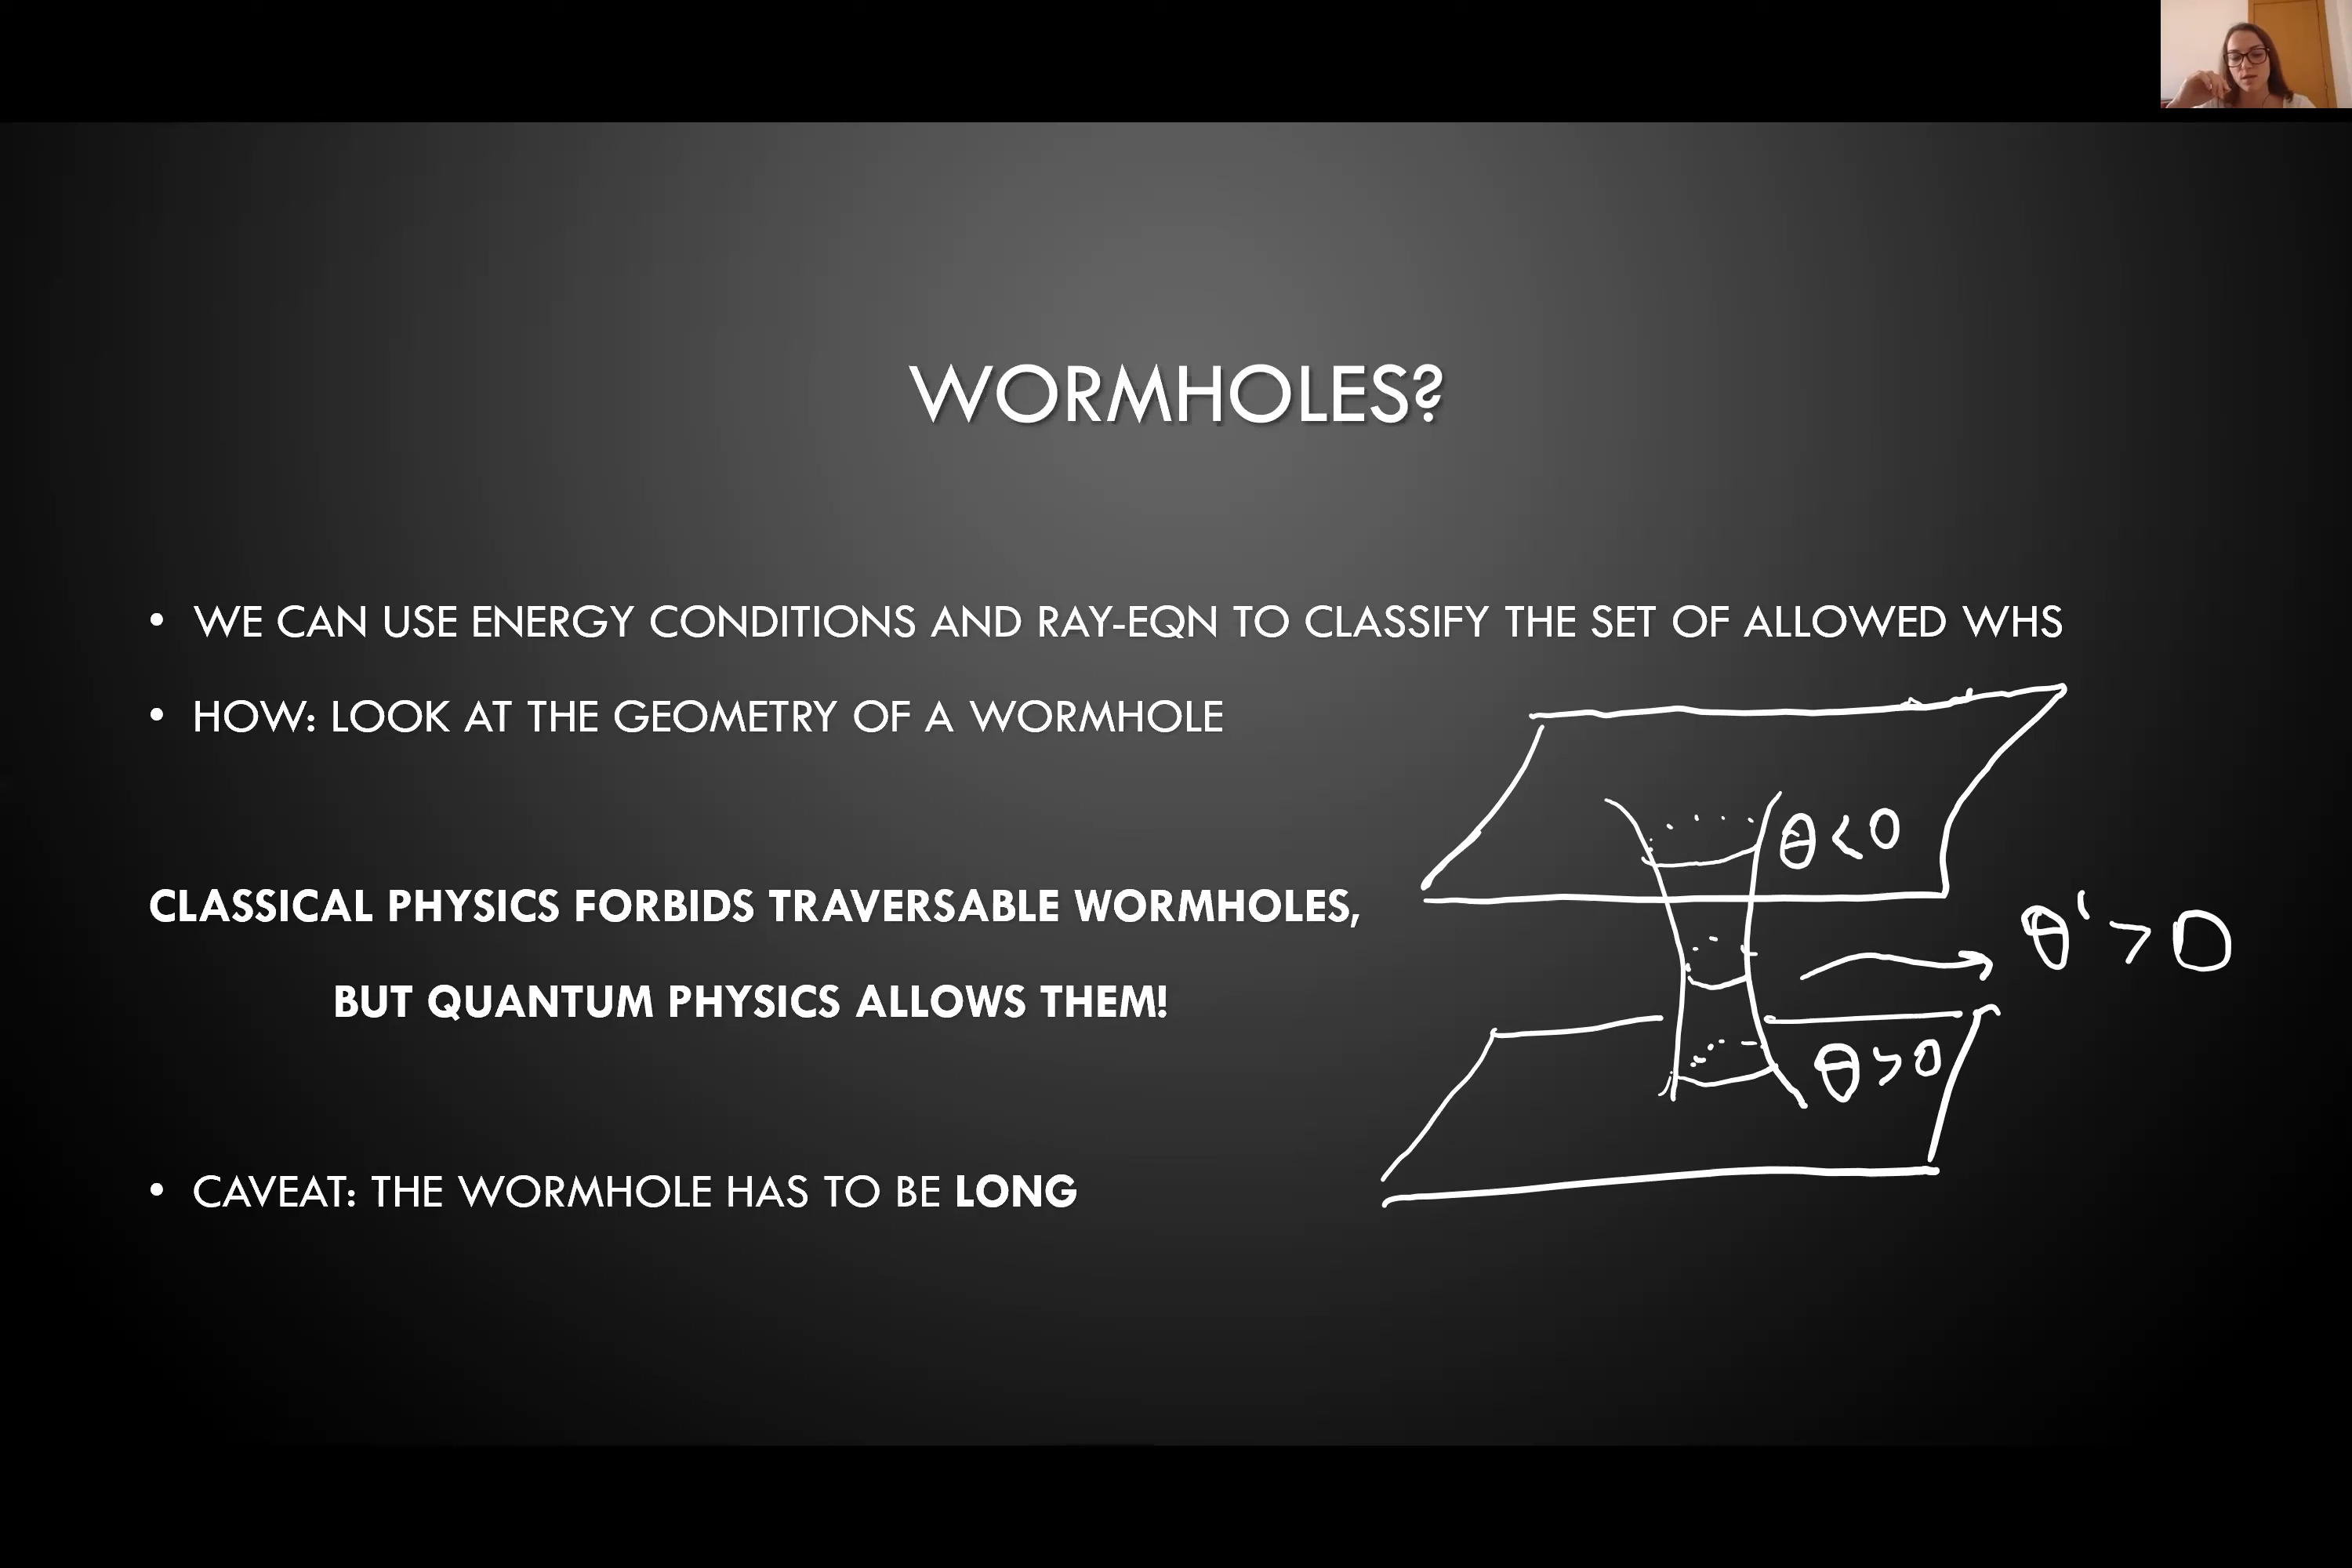 WORMHOLES?
• WE CAN USE ENERGY CONDITIONS AND RAY-EQN TO CLASSIFY THE SET OF ALLOWED WHS
• HOW: LOOK AT THE GEOMETRY OF A WORMHOLE
CLASSICAL PHYSICS FORBIDS TRAVERSABLE WORMHOLES,
BUT QUANTUM PHYSICS ALLOWS THEM!
• CAVEAT: THE WORMHOLE HAS TO BE LONG
θ<0
θ'>0
θ>0